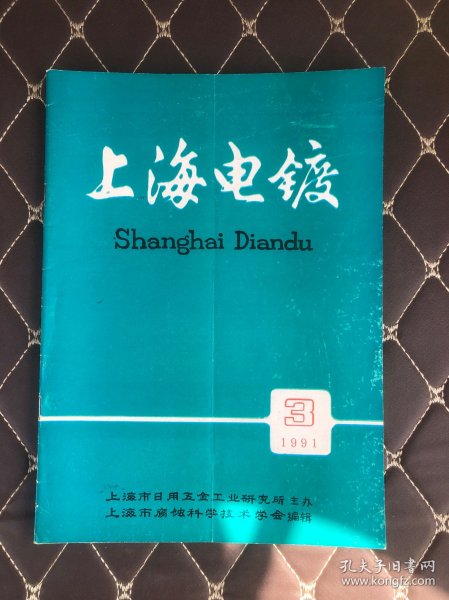 上海电镀
Shanghai Diandu
3
1991
上海市日用五金工业研究所主办
上海市腐蚀科学技术学会编辑
孔夫子旧书网
www.kongfz.com